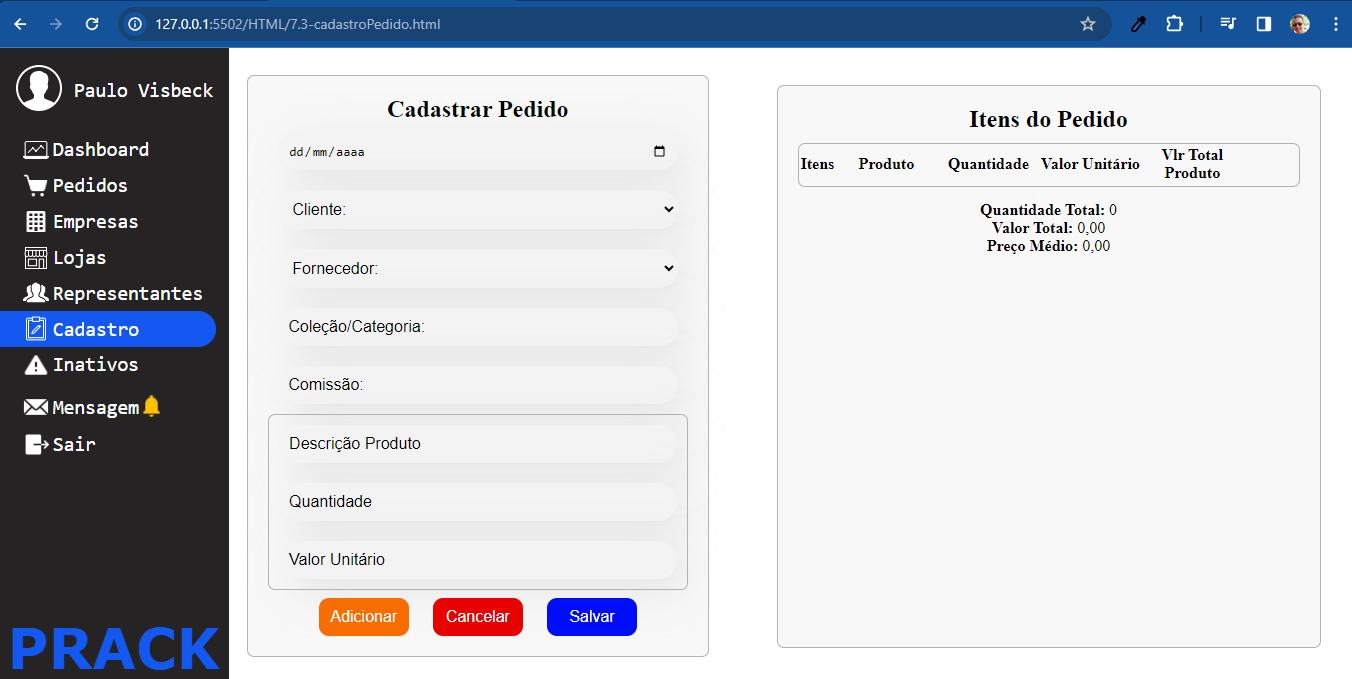 127.0.0.1:5502/HTML/7.3-cadastroPedido.html
Paulo Visbeck
Dashboard
Pedidos
Empresas
Lojas
Representantes
Cadastro
Inativos
Mensagem
Sair
PRACK
Cadastrar Pedido
dd/mm/aaaa
Cliente:
Fornecedor:
Coleção/Categoria:
Comissão:
Descrição Produto
Quantidade
Valor Unitário
Adicionar Cancelar Salvar
Itens do Pedido
Itens Produto Quantidade Valor Unitário Vlr Total Produto
Quantidade Total: 0
Valor Total: 0,00
Preço Médio: 0,00